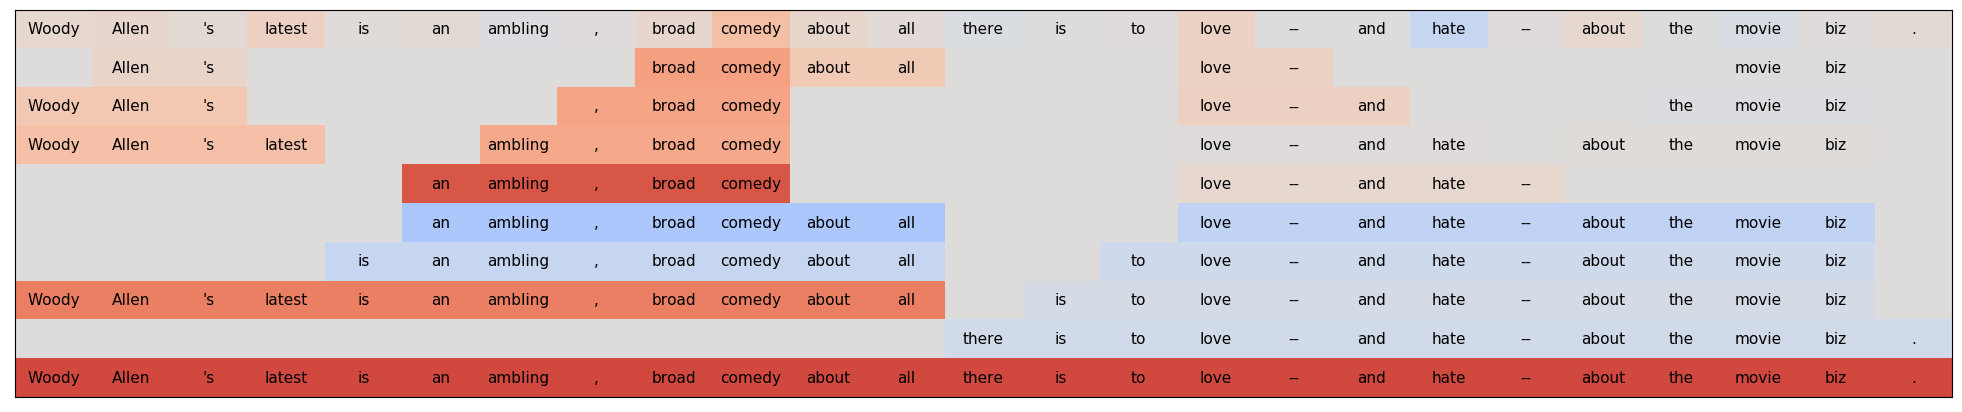 Woody Allen 's latest is an ambling , broad comedy about all there is to love -- and hate -- about the movie biz .
Allen 's broad comedy about all love -- movie biz
Woody Allen 's , broad comedy love -- and the movie biz
Woody Allen 's latest ambling , broad comedy love -- and hate about the movie biz
an ambling , broad comedy love -- and hate --
an ambling , broad comedy about all love -- and hate -- about the movie biz
is an ambling , broad comedy about all to love -- and hate -- about the movie biz
Woody Allen 's latest is an ambling , broad comedy about all is to love -- and hate -- about the movie biz
there is to love -- and hate -- about the movie biz .
Woody Allen 's latest is an ambling , broad comedy about all there is to love -- and hate -- about the movie biz .